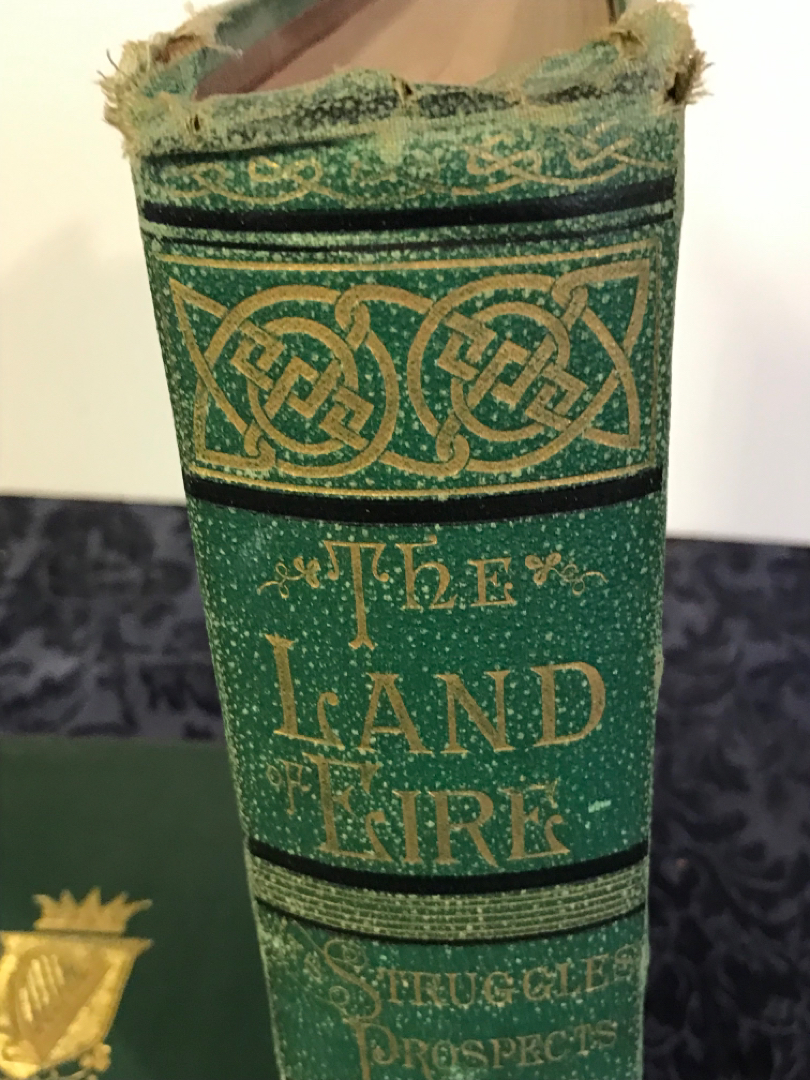 The
LAND
OF EIRE
STRUGGLES
PROSPECTS